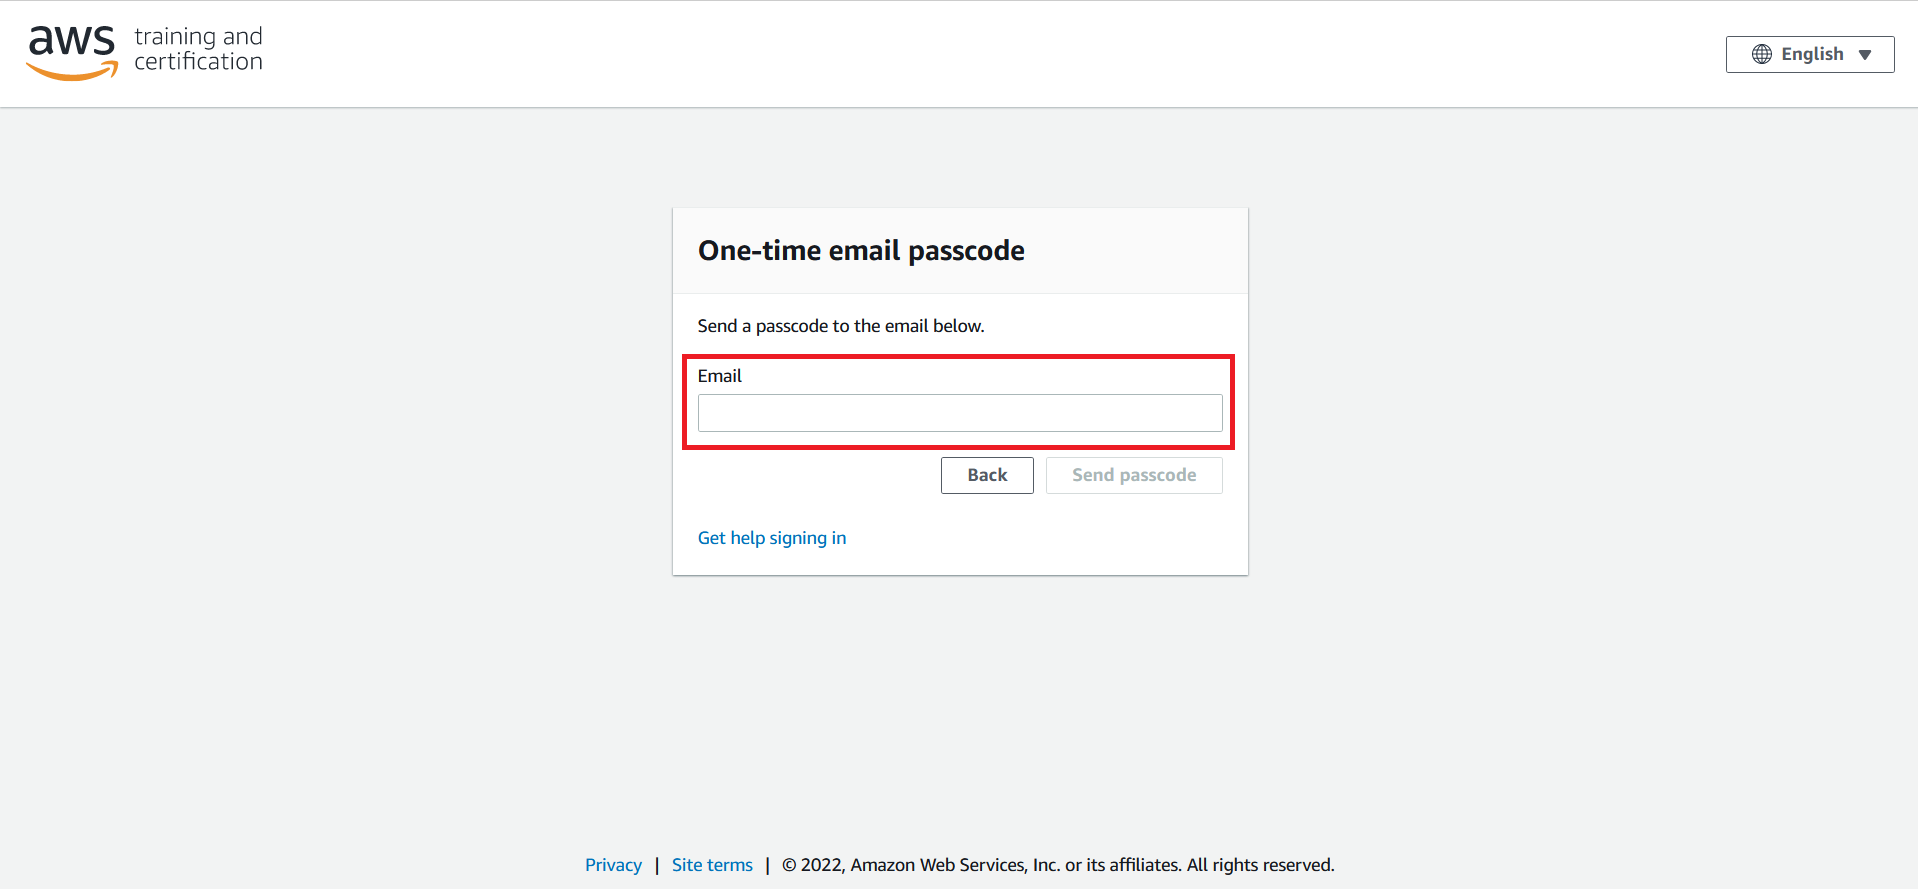 aws training and
certification
English
One-time email passcode
Send a passcode to the email below.
Email
Back Send passcode
Get help signing in
Privacy | Site terms | © 2022, Amazon Web Services, Inc. or its affiliates. All rights reserved.